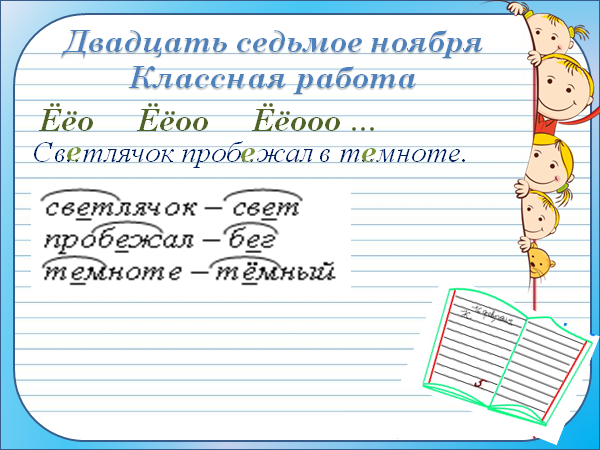 Двадцать седьмое ноября
Классная работа
Ёёо Ёёоо Ёёооо ...
Светлячок пробежал в темноте.
светлячок – свет
пробежал – бег
темноте – тёмный